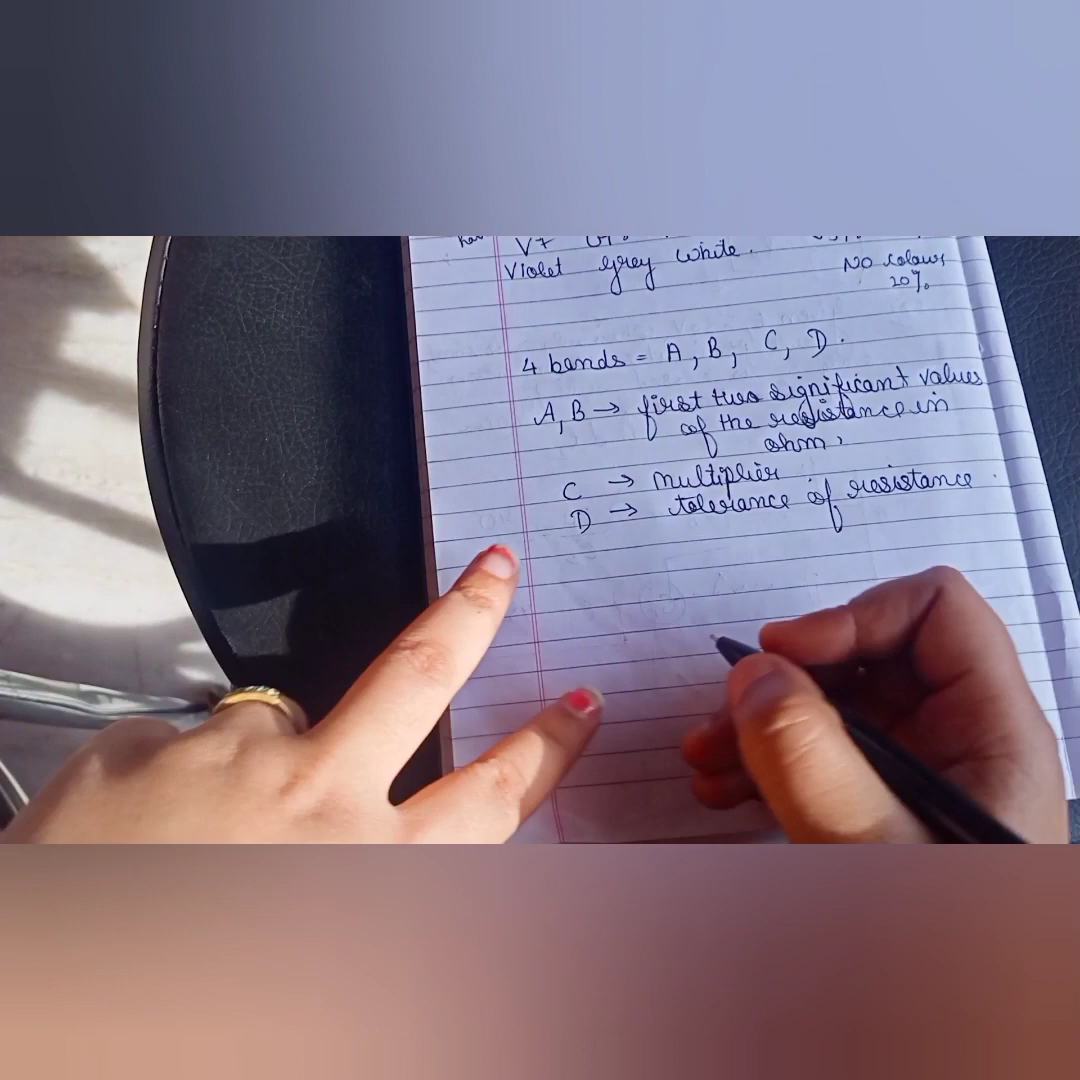 Violet grey white.
No colour
20%
4 bands = A, B, C, D.
A, B → first two significant values
of the resistance in
ohm,
C → multiplier
D → tolerance of resistance.